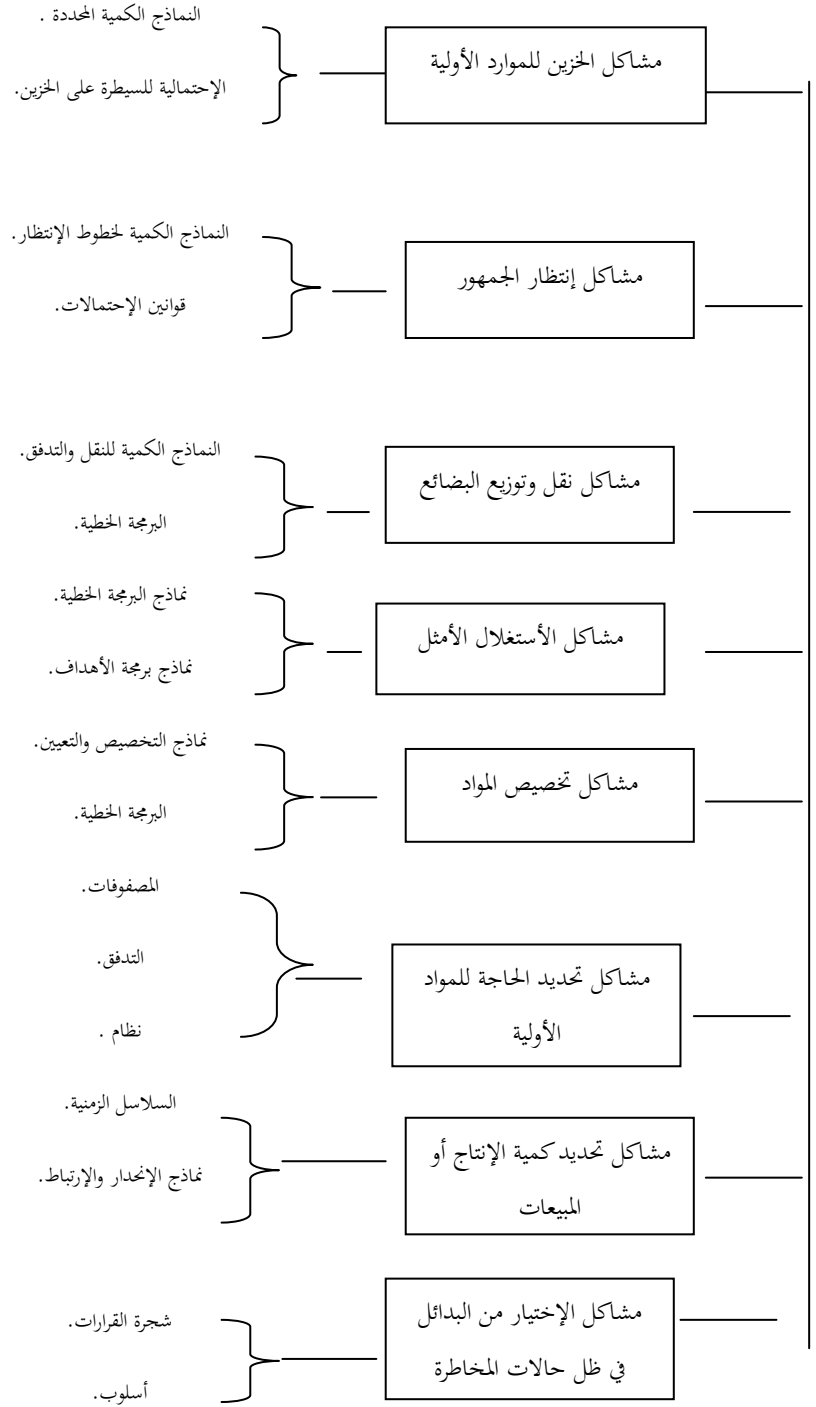 مشاكل الخزين للموارد الأولية
النماذج الكمية المحددة .
الإحتمالية للسيطرة على الخزين.
مشاكل إنتظار الجمهور
النماذج الكمية لخطوط الإنتظار.
قوانين الإحتمالات.
مشاكل نقل وتوزيع البضائع
النماذج الكمية للنقل والتدفق.
البرمجة الخطية.
مشاكل الأستغلال الأمثل
نماذج البرمجة الخطية.
نماذج برمجة الأهداف.
مشاكل تخصيص المواد
نماذج التخصيص والتعيين.
البرمجة الخطية.
مشاكل تحديد الحاجة للمواد
الأولية
المصفوفات.
التدفق.
نظام .
مشاكل تحديد كمية الإنتاج أو
المبيعات
السلاسل الزمنية.
نماذج الإنحدار والإرتباط.
مشاكل الإختيار من البدائل
في ظل حالات المخاطرة
شجرة القرارات.
أسلوب.